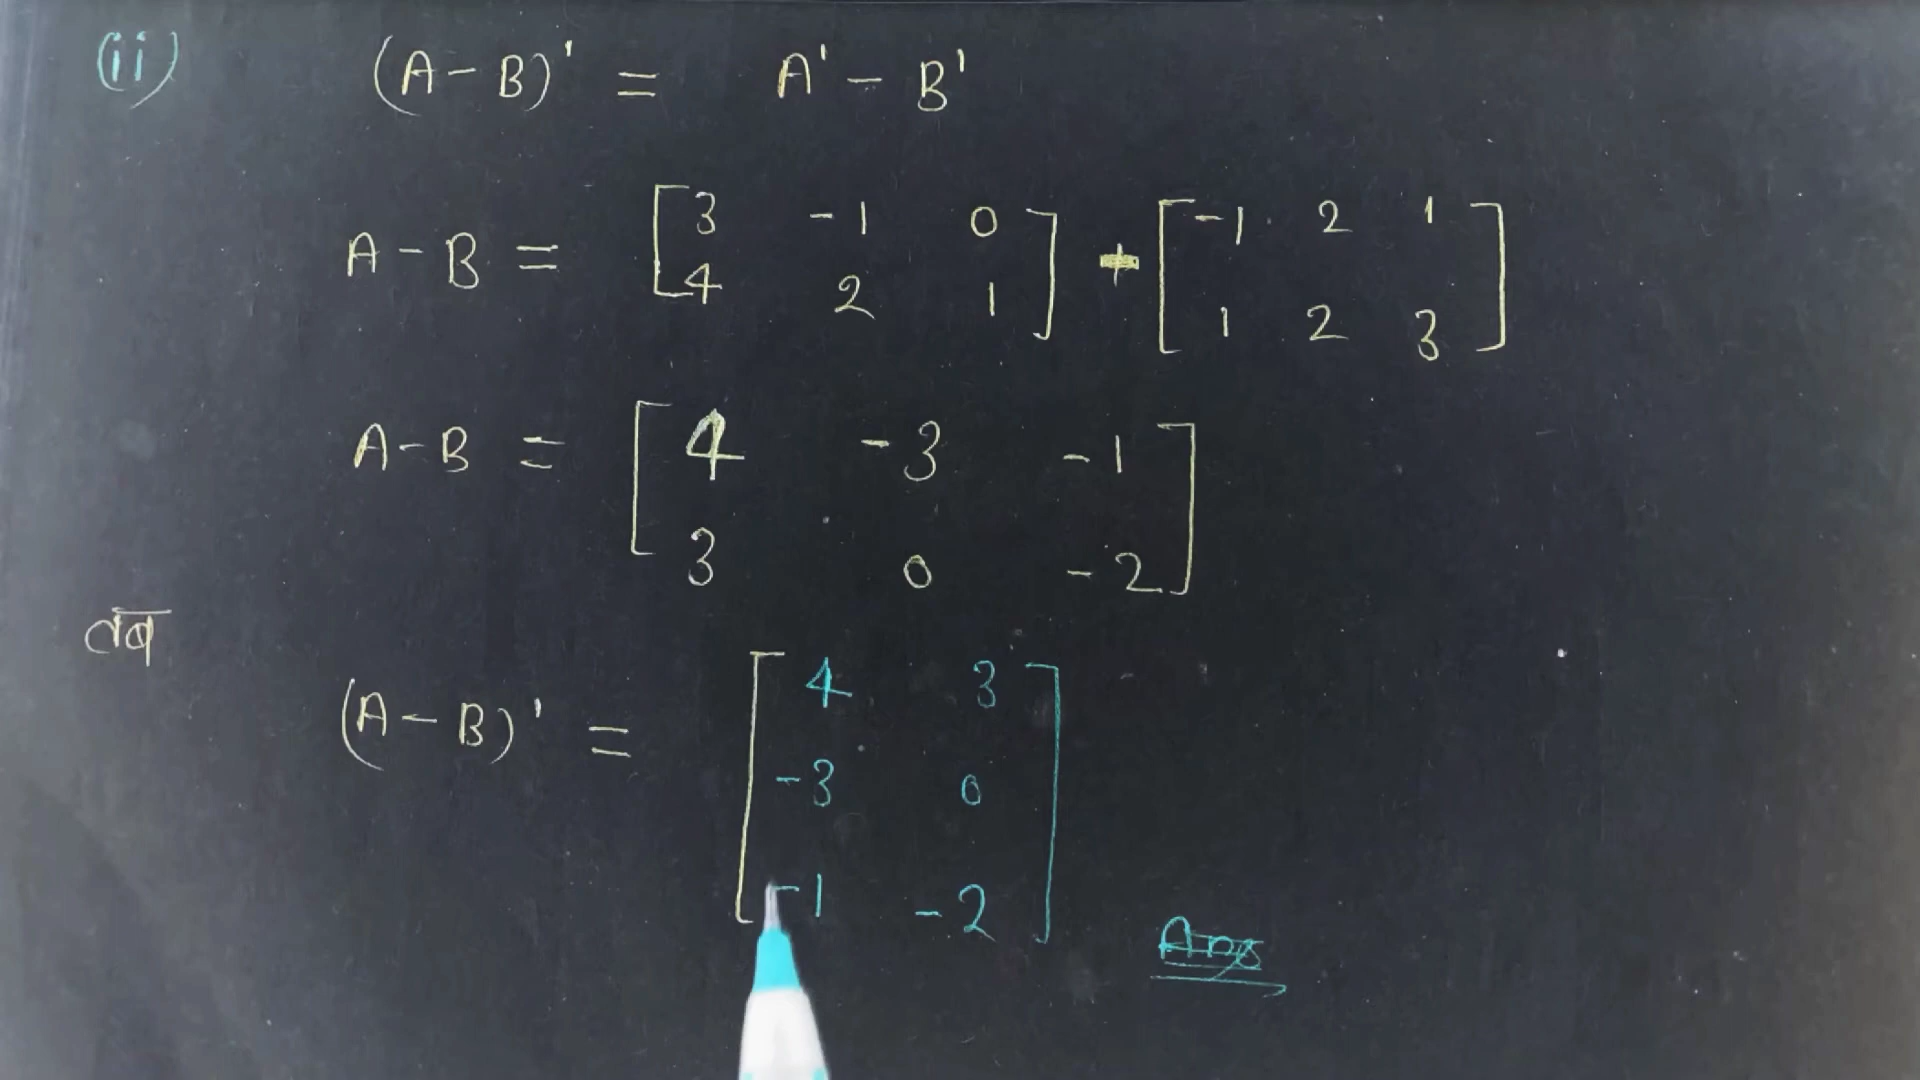 (ii) (A - B)' = A' - B'
A - B = [3 -1 0
4 2 1] - [-1 2 1
1 2 3]
A - B = [4 -3 -1
3 0 -2]
तब
(A - B)' = [4 3
-3 0
-1 -2]
Ans